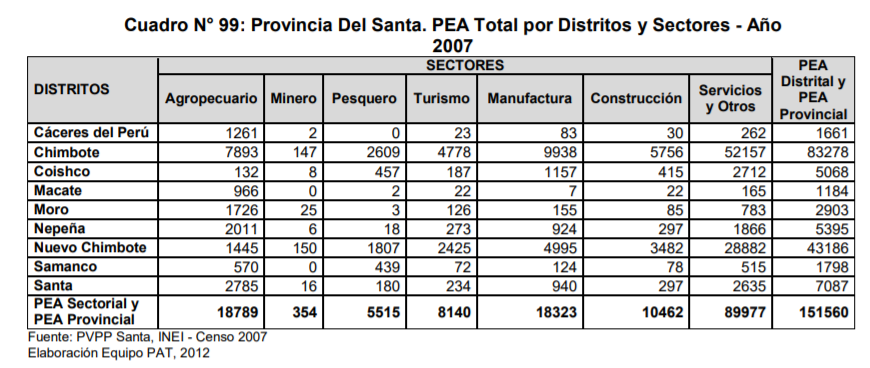 Cuadro N° 99: Provincia Del Santa. PEA Total por Distritos y Sectores - Año
2007
DISTRITOS SECTORES PEA Distrital y PEA Provincial
Agropecuario Minero Pesquero Turismo Manufactura Construcción Servicios y Otros
Cáceres del Perú 1261 2 0 23 83 30 262 1661
Chimbote 7893 147 2609 4778 9938 5756 52157 83278
Coishco 132 8 457 187 1157 415 2712 5068
Macate 966 0 2 22 7 22 165 1184
Moro 1726 25 3 126 155 85 783 2903
Nepeña 2011 6 18 273 924 297 1866 5395
Nuevo Chimbote 1445 150 1807 2425 4995 3482 28882 43186
Samanco 570 0 439 72 124 78 515 1798
Santa 2785 16 180 234 940 297 2635 7087
PEA Sectorial y PEA Provincial 18789 354 5515 8140 18323 10462 89977 151560
Fuente: PVPP Santa, INEI - Censo 2007
Elaboración Equipo PAT, 2012